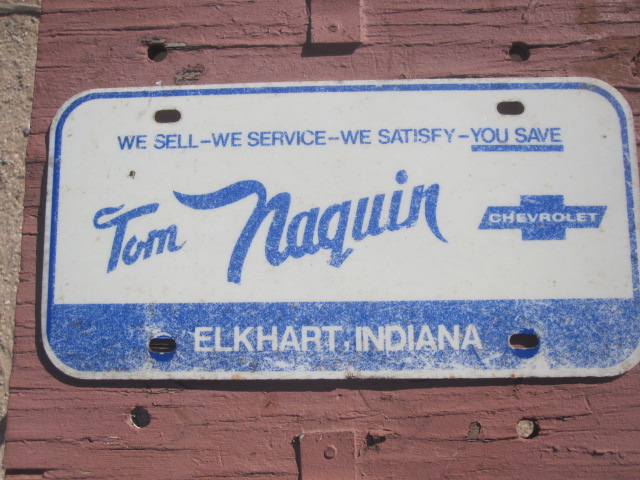 WE SELL-WE SERVICE-WE SATISFY-YOU SAVE
Tom Naquin
CHEVROLET
ELKHART, INDIANA